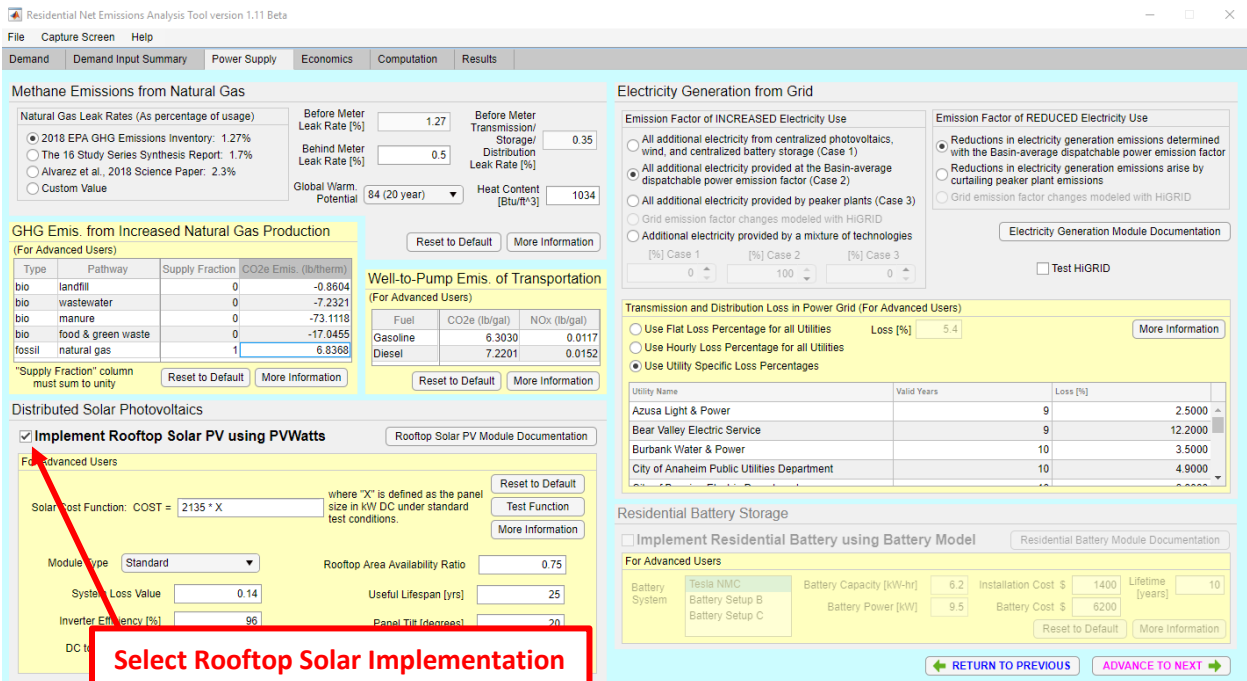 Residential Net Emissions Analysis Tool version 1.11 Beta
File Capture Screen Help
Demand Demand Input Summary Power Supply Economics Computation Results
Methane Emissions from Natural Gas
Natural Gas Leak Rates (As percentage of usage)
2018 EPA GHG Emissions Inventory: 1.27%
The 16 Study Series Synthesis Report: 1.7%
Alvarez et al., 2018 Science Paper: 2.3%
Custom Value
Before Meter
Leak Rate [%]
1.27
Behind Meter
Leak Rate [%]
0.5
Before Meter
Transmission/
Storage/
Distribution
Leak Rate [%]
0.35
Global Warm.
Potential
84 (20 year)
Heat Content
[Btu/ft^3]
1034
Reset to Default More Information
GHG Emis. from Increased Natural Gas Production
(For Advanced Users)
Type Pathway Supply Fraction CO2e Emis. (lb/therm)
bio landfill 0 -0.8604
bio wastewater 0 -7.2321
bio manure 0 -73.1118
bio food & green waste 0 -17.0455
fossil natural gas 1 6.8368
"Supply Fraction" column
must sum to unity
Reset to Default More Information
Well-to-Pump Emis. of Transportation
(For Advanced Users)
Fuel CO2e (lb/gal) NOx (lb/gal)
Gasoline 6.3030 0.0117
Diesel 7.2201 0.0152
Reset to Default More Information
Distributed Solar Photovoltaics
Implement Rooftop Solar PV using PVWatts
Rooftop Solar PV Module Documentation
For Advanced Users
Solar Cost Function: COST = 2135 * X
where "X" is defined as the panel
size in kW DC under standard
test conditions.
Reset to Default
Test Function
More Information
Module Type Standard
Rooftop Area Availability Ratio 0.75
System Loss Value 0.14
Useful Lifespan [yrs] 25
Inverter Efficiency [%] 96
Panel Tilt [degrees] 20
DC to
Select Rooftop Solar Implementation
Electricity Generation from Grid
Emission Factor of INCREASED Electricity Use
All additional electricity from centralized photovoltaics,
wind, and centralized battery storage (Case 1)
All additional electricity provided at the Basin-average
dispatchable power emission factor (Case 2)
All additional electricity provided by peaker plants (Case 3)
Grid emission factor changes modeled with HiGRID
Additional electricity provided by a mixture of technologies
[%] Case 1 [%] Case 2 [%] Case 3
0 100 0
Emission Factor of REDUCED Electricity Use
Reductions in electricity generation emissions determined
with the Basin-average dispatchable power emission factor
Reductions in electricity generation emissions arise by
curtailing peaker plant emissions
Grid emission factor changes modeled with HiGRID
Electricity Generation Module Documentation
Test HiGRID
Transmission and Distribution Loss in Power Grid (For Advanced Users)
Use Flat Loss Percentage for all Utilities Loss [%] 5.4
More Information
Use Hourly Loss Percentage for all Utilities
Use Utility Specific Loss Percentages
Utility Name Valid Years Loss [%]
Azusa Light & Power 9 2.5000
Bear Valley Electric Service 9 12.2000
Burbank Water & Power 10 3.5000
City of Anaheim Public Utilities Department 10 4.9000
Residential Battery Storage
Implement Residential Battery using Battery Model
Residential Battery Module Documentation
For Advanced Users
Battery
System
Tesla NMC
Battery Setup B
Battery Setup C
Battery Capacity [kW-hr] 6.2
Installation Cost $ 1400
Lifetime
[years]
10
Battery Power [kW] 9.5
Battery Cost $ 6200
Reset to Default More Information
RETURN TO PREVIOUS ADVANCE TO NEXT